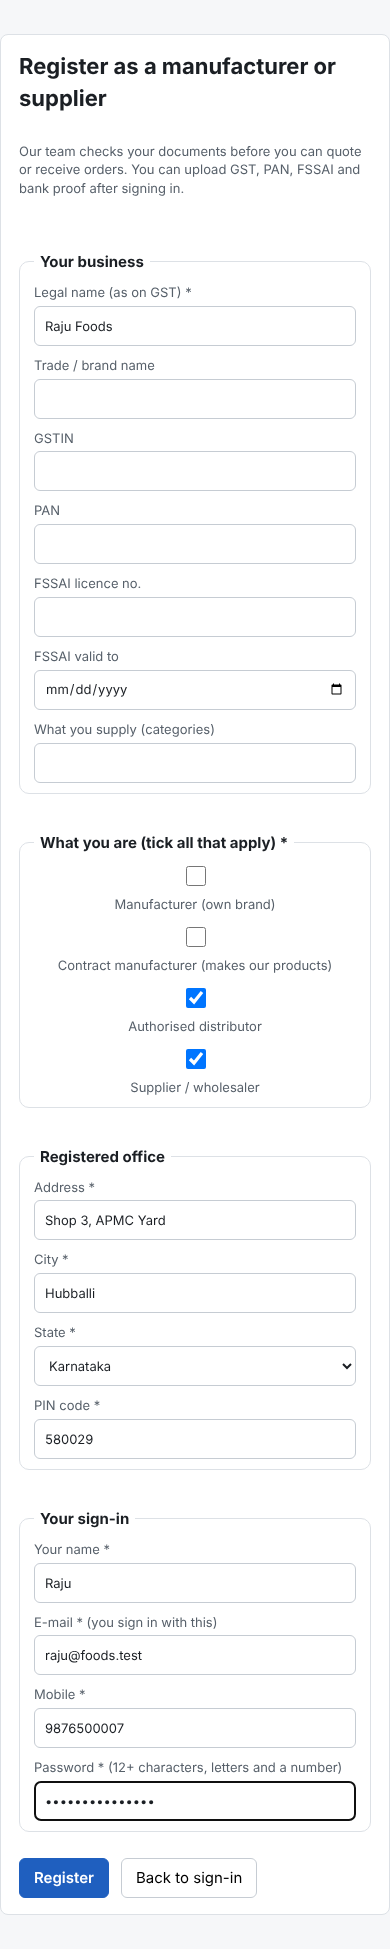 Register as a manufacturer or
supplier
Our team checks your documents before you can quote
or receive orders. You can upload GST, PAN, FSSAI and
bank proof after signing in.
Your business
Legal name (as on GST) *
Raju Foods
Trade / brand name
GSTIN
PAN
FSSAI licence no.
FSSAI valid to
mm/dd/yyyy
What you supply (categories)
What you are (tick all that apply) *
Manufacturer (own brand)
Contract manufacturer (makes our products)
Authorised distributor
Supplier / wholesaler
Registered office
Address *
Shop 3, APMC Yard
City *
Hubballi
State *
Karnataka
PIN code *
580029
Your sign-in
Your name *
Raju
E-mail * (you sign in with this)
raju@foods.test
Mobile *
9876500007
Password * (12+ characters, letters and a number)
•••••••••••••••
Register
Back to sign-in